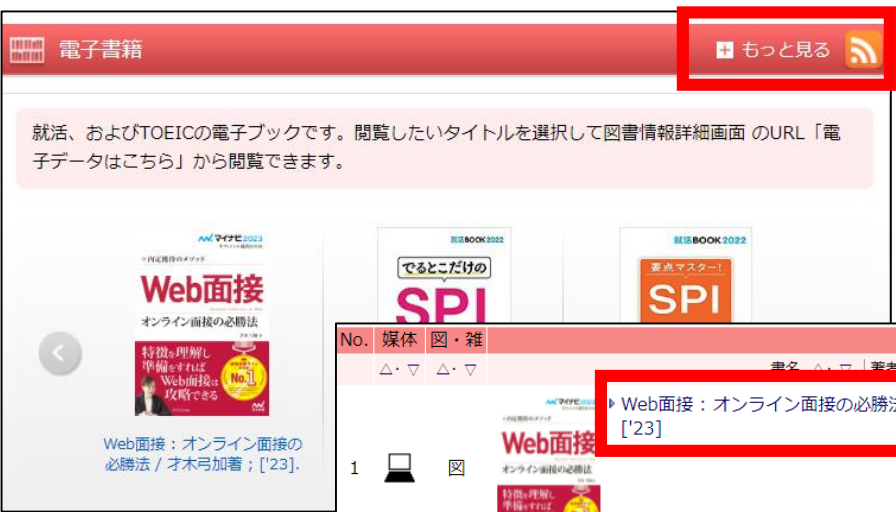 電子書籍
もっと見る
就活、およびTOEICの電子ブックです。閲覧したいタイトルを選択して図書情報詳細画面 のURL「電
子データはこちら」から閲覧できます。
マイナビ2023
内定獲得のメソッド
Web面接
オンライン面接の必勝法
特徴を理解し
準備をすれば
Web面接は
攻略できる
No.1
就活BOOK2022
でるとこだけの
SPI
就活BOOK2022
要点マスター!
SPI
Web面接：オンライン面接の
必勝法 / 才木弓加著 ; ['23].
No. 媒体 図・雑
△・▽ △・▽ 書名 △・▽ 著者
Web面接：オンライン面接の必勝法
['23]
1 図
マイナビ2023
Web面接
オンライン面接の必勝法
特徴を理解し
準備をすれば